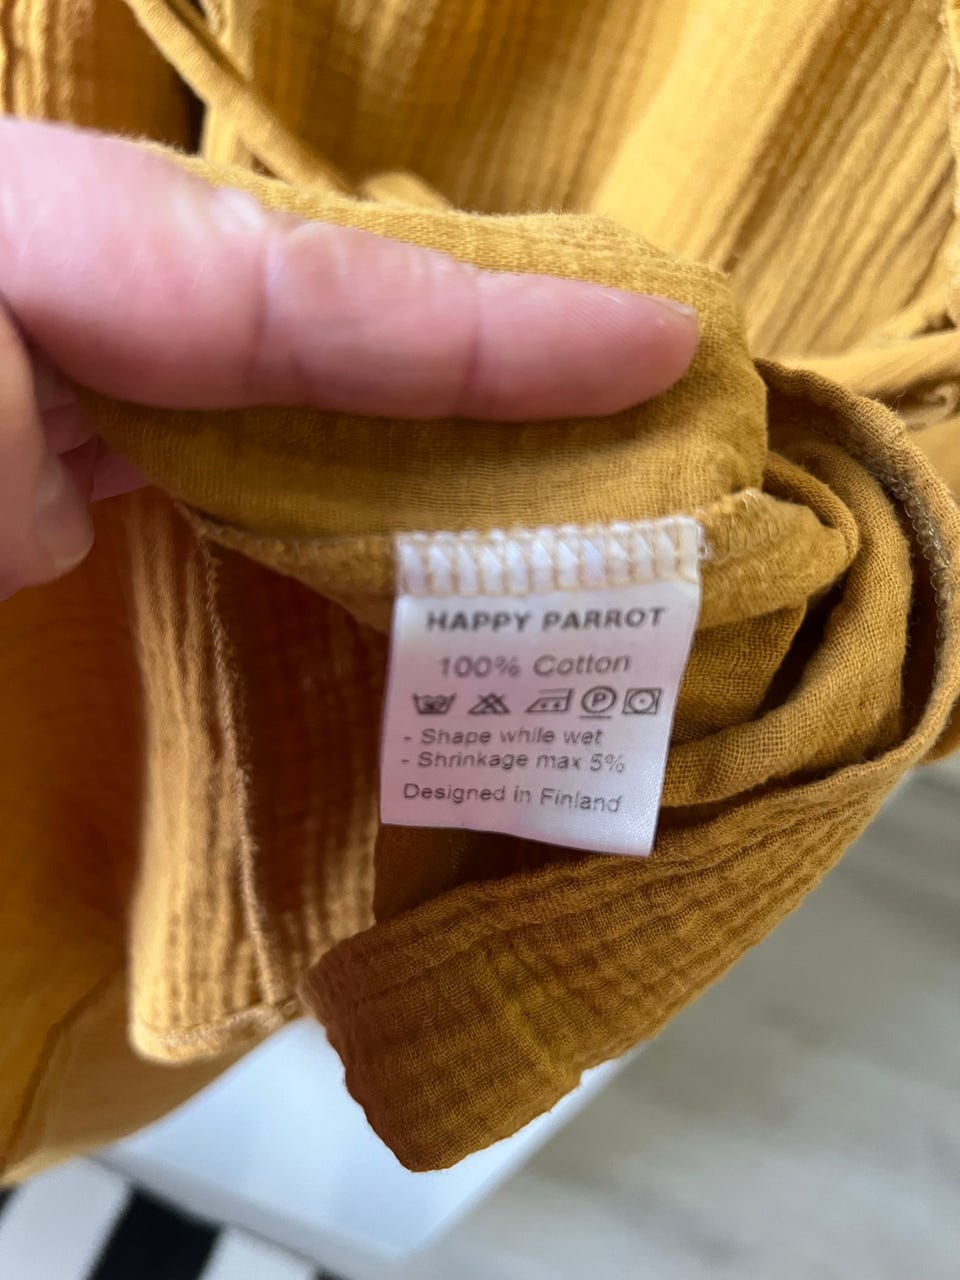 HAPPY PARROT
100% Cotton
P
- Shape while wet
- Shrinkage max 5%
Designed in Finland